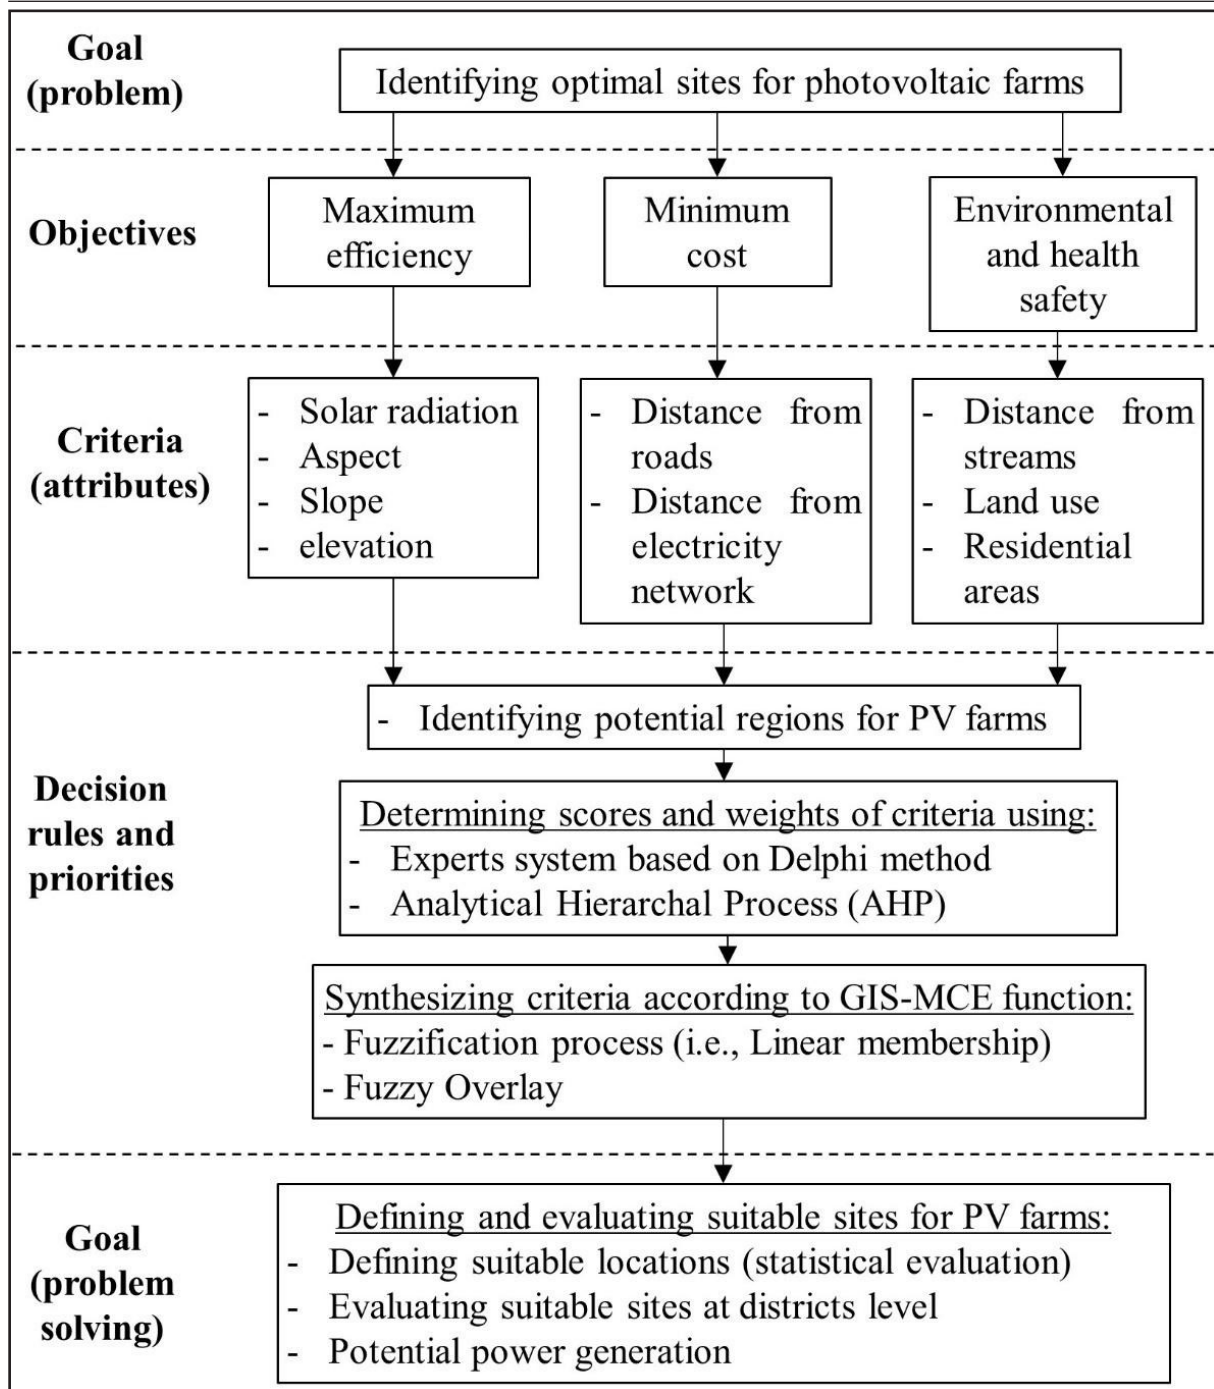 Goal
(problem)
Identifying optimal sites for photovoltaic farms
Objectives
Maximum
efficiency
Minimum
cost
Environmental
and health
safety
Criteria
(attributes)
- Solar radiation
- Aspect
- Slope
- elevation
- Distance from
roads
- Distance from
electricity
network
- Distance from
streams
- Land use
- Residential
areas
Decision
rules and
priorities
- Identifying potential regions for PV farms
Determining scores and weights of criteria using:
- Experts system based on Delphi method
- Analytical Hierarchal Process (AHP)
Synthesizing criteria according to GIS-MCE function:
- Fuzzification process (i.e., Linear membership)
- Fuzzy Overlay
Goal
(problem
solving)
Defining and evaluating suitable sites for PV farms:
- Defining suitable locations (statistical evaluation)
- Evaluating suitable sites at districts level
- Potential power generation